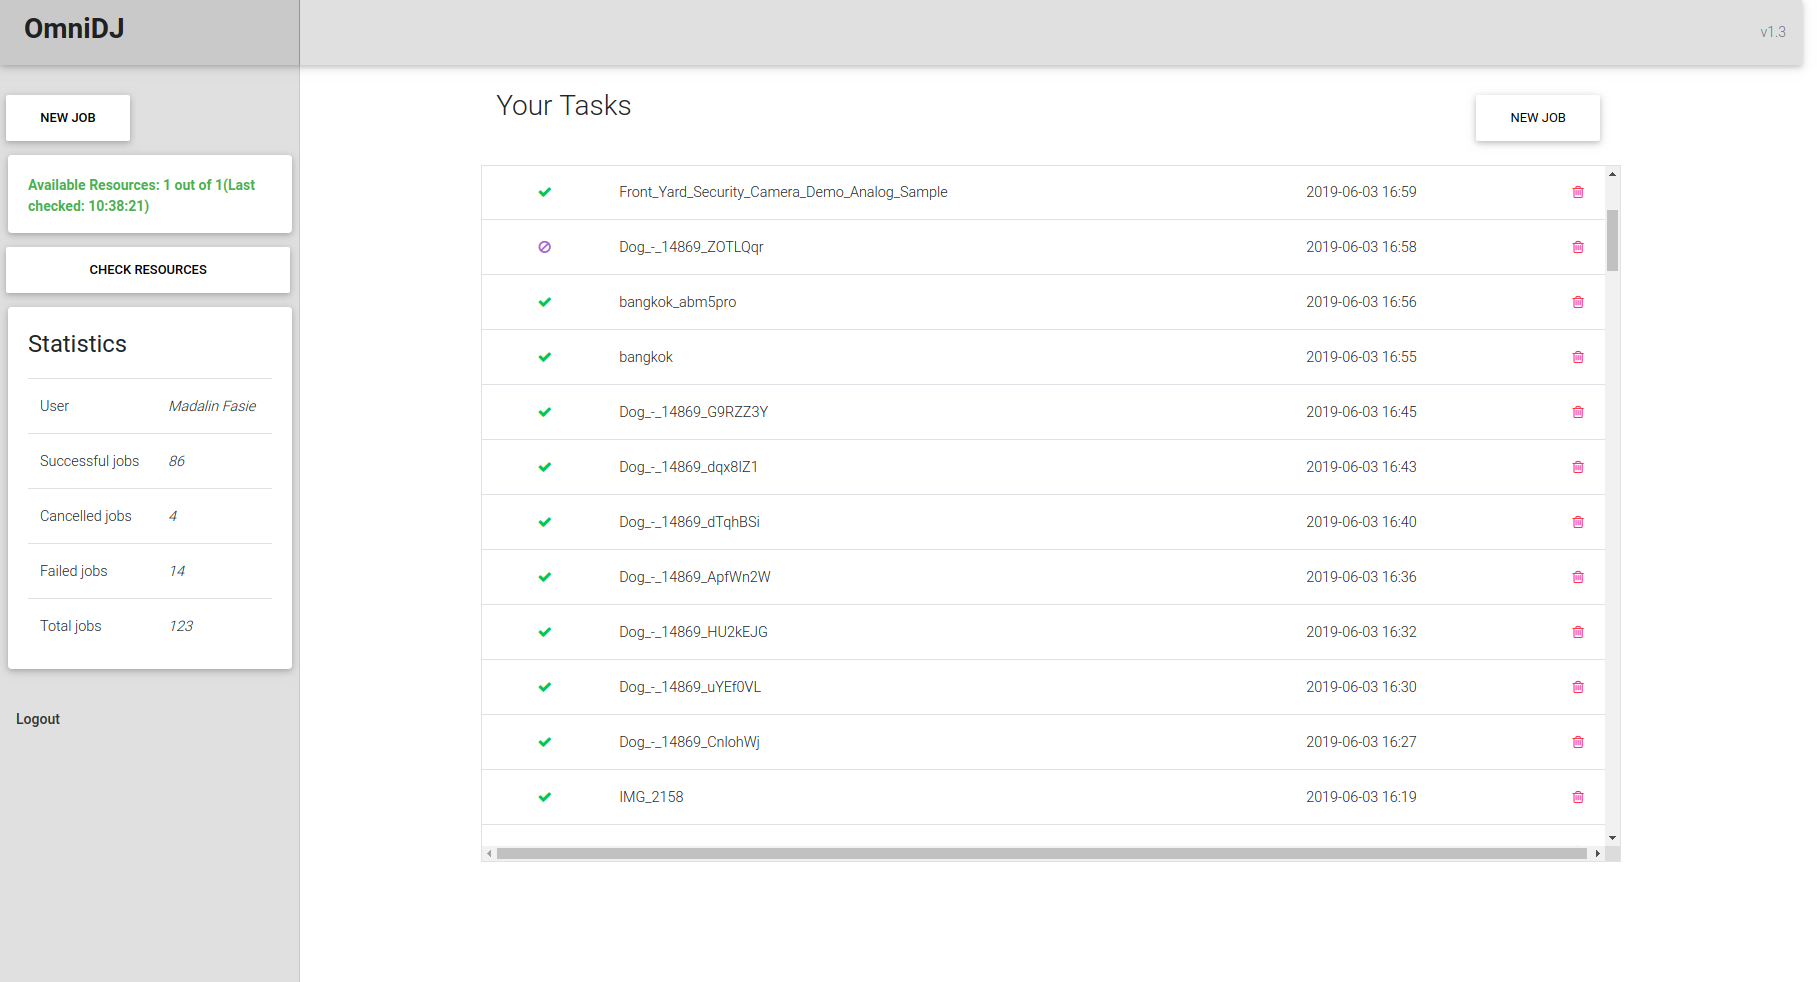 OmniDJ
v1.3
NEW JOB
Available Resources: 1 out of 1(Last
checked: 10:38:21)
CHECK RESOURCES
Statistics
User Madalin Fasie
Successful jobs 86
Cancelled jobs 4
Failed jobs 14
Total jobs 123
Logout
Your Tasks
NEW JOB
Front_Yard_Security_Camera_Demo_Analog_Sample 2019-06-03 16:59
Dog_-_14869_ZOTLQqr 2019-06-03 16:58
bangkok_abm5pro 2019-06-03 16:56
bangkok 2019-06-03 16:55
Dog_-_14869_G9RZZ3Y 2019-06-03 16:45
Dog_-_14869_dqx8IZ1 2019-06-03 16:43
Dog_-_14869_dTqhBSi 2019-06-03 16:40
Dog_-_14869_ApfWn2W 2019-06-03 16:36
Dog_-_14869_HU2kEJG 2019-06-03 16:32
Dog_-_14869_uYEf0VL 2019-06-03 16:30
Dog_-_14869_CnlohWj 2019-06-03 16:27
IMG_2158 2019-06-03 16:19